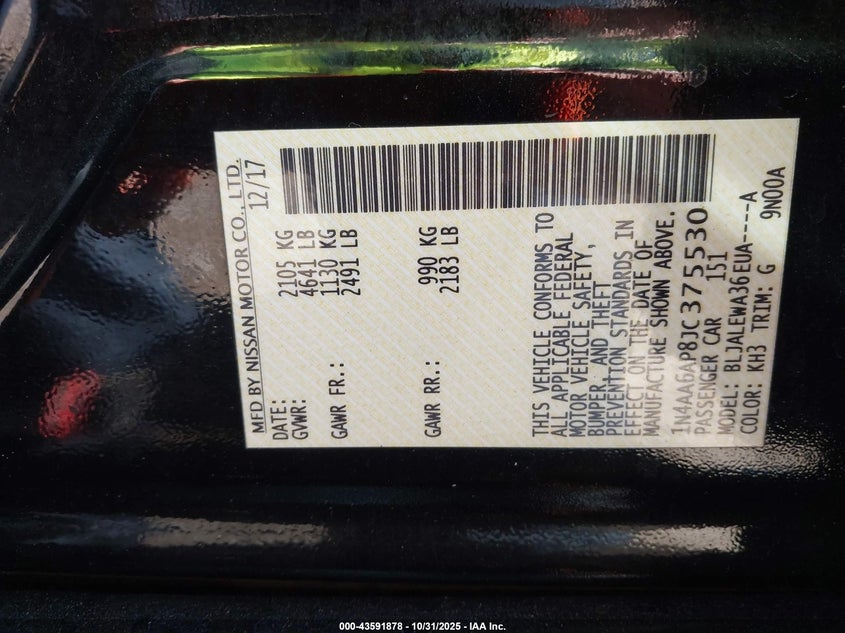 MFD BY NISSAN MOTOR CO., LTD.
DATE: 12/17
GVWR: 2105 KG
4641 LB
GAWR FR.: 1130 KG
2491 LB
GAWR RR.: 990 KG
2183 LB
THIS VEHICLE CONFORMS TO
ALL APPLICABLE FEDERAL
MOTOR VEHICLE SAFETY,
BUMPER, AND THEFT
PREVENTION STANDARDS IN
EFFECT ON THE DATE OF
MANUFACTURE SHOWN ABOVE.
1N4AA6AP8JC375530
PASSENGER CAR 151
MODEL: BLJALEWA36EUA----A
COLOR: KH3 TRIM: G 9N00A
000-43591878 - 10/31/2025 - IAA Inc.